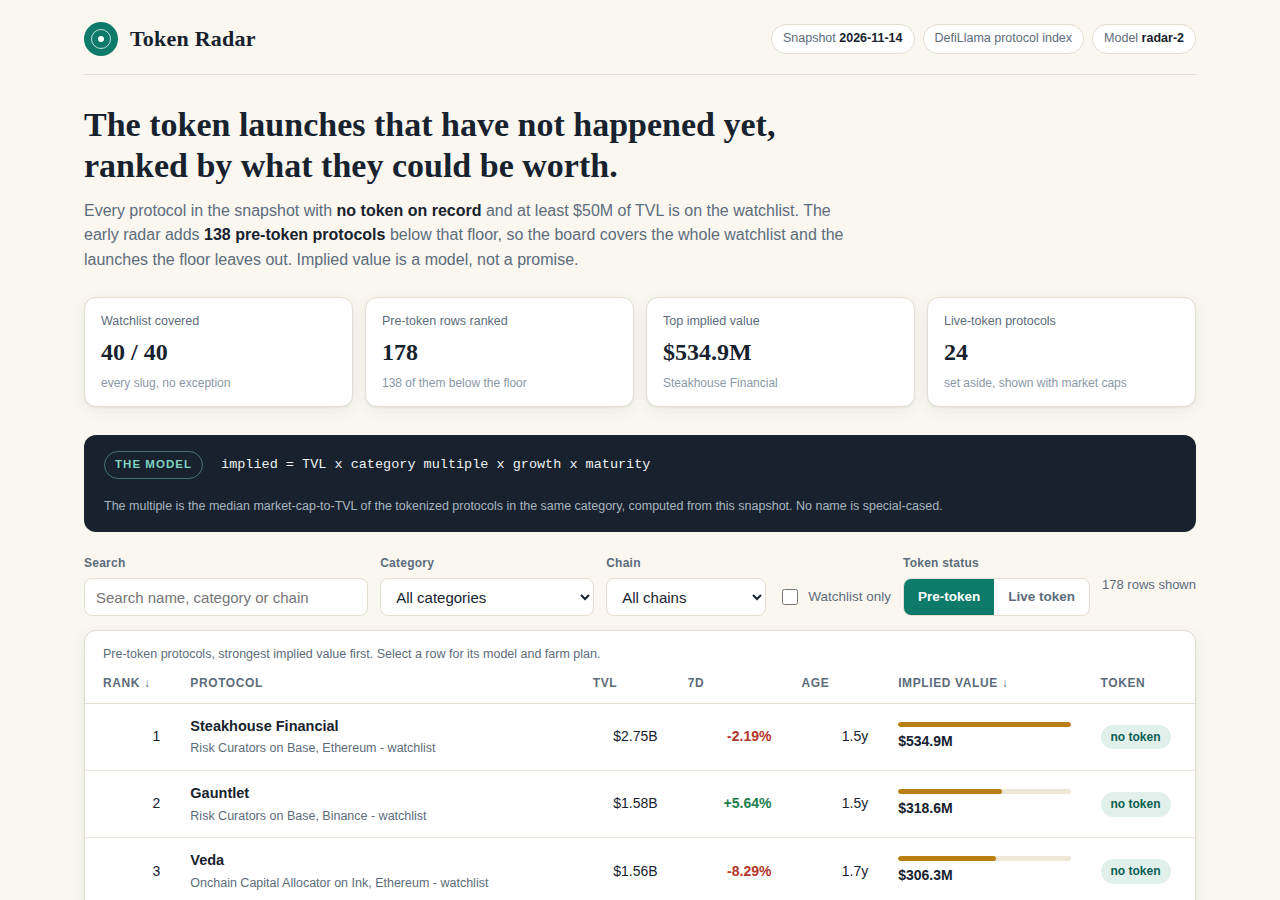 Token Radar
Snapshot 2026-11-14
DefiLlama protocol index
Model radar-2
The token launches that have not happened yet,
ranked by what they could be worth.
Every protocol in the snapshot with no token on record and at least $50M of TVL is on the watchlist. The
early radar adds 138 pre-token protocols below that floor, so the board covers the whole watchlist and the
launches the floor leaves out. Implied value is a model, not a promise.
Watchlist covered
40 / 40
every slug, no exception
Pre-token rows ranked
178
138 of them below the floor
Top implied value
$534.9M
Steakhouse Financial
Live-token protocols
24
set aside, shown with market caps
THE MODEL
implied = TVL x category multiple x growth x maturity
The multiple is the median market-cap-to-TVL of the tokenized protocols in the same category, computed from this snapshot. No name is special-cased.
Search
Search name, category or chain
Category
All categories
Chain
All chains
Watchlist only
Token status
Pre-token
Live token
178 rows shown
Pre-token protocols, strongest implied value first. Select a row for its model and farm plan.
RANK ↓ PROTOCOL TVL 7D AGE IMPLIED VALUE ↓ TOKEN
1 Steakhouse Financial $2.75B -2.19% 1.5y $534.9M no token
Risk Curators on Base, Ethereum - watchlist
2 Gauntlet $1.58B +5.64% 1.5y $318.6M no token
Risk Curators on Base, Binance - watchlist
3 Veda $1.56B -8.29% 1.7y $306.3M no token
Onchain Capital Allocator on Ink, Ethereum - watchlist